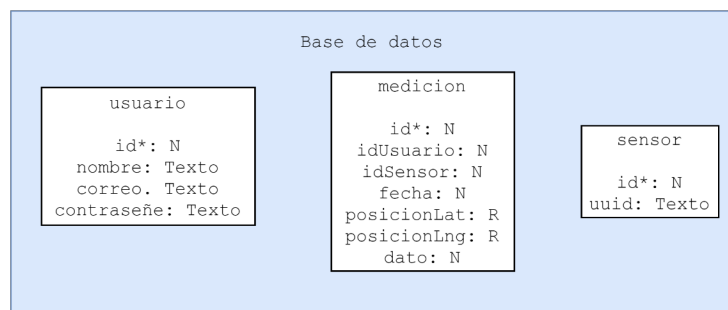 Base de datos
usuario
id*: N
nombre: Texto
correo. Texto
contraseñe: Texto
medicion
id*: N
idUsuario: N
idSensor: N
fecha: N
posicionLat: R
posicionLng: R
dato: N
sensor
id*: N
uuid: Texto